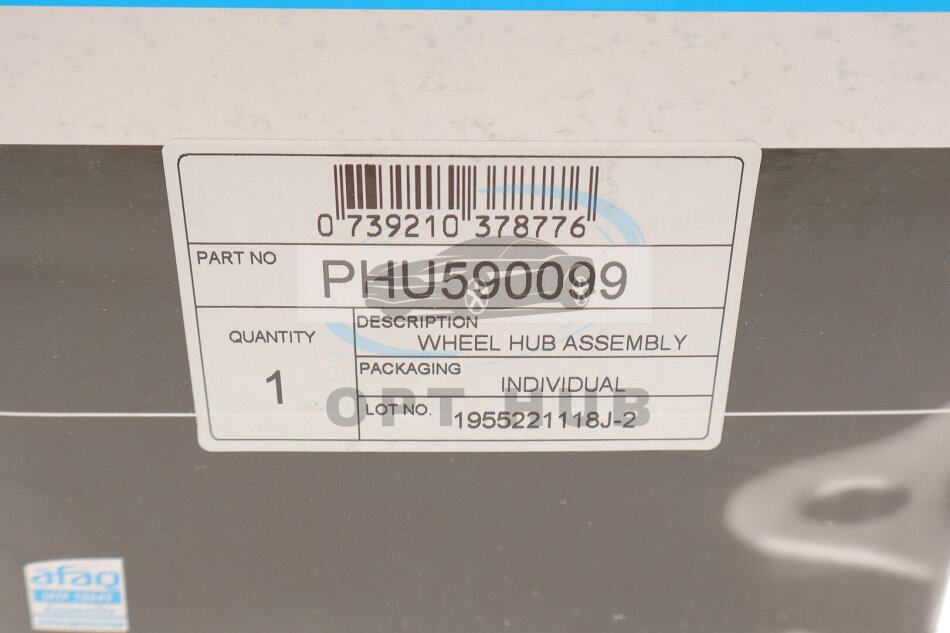 0 739210 378776
PART NO
PHU590099
QUANTITY
1
DESCRIPTION
WHEEL HUB ASSEMBLY
PACKAGING
INDIVIDUAL
OPT HUB
LOT NO.
1955221118J-2
afaq